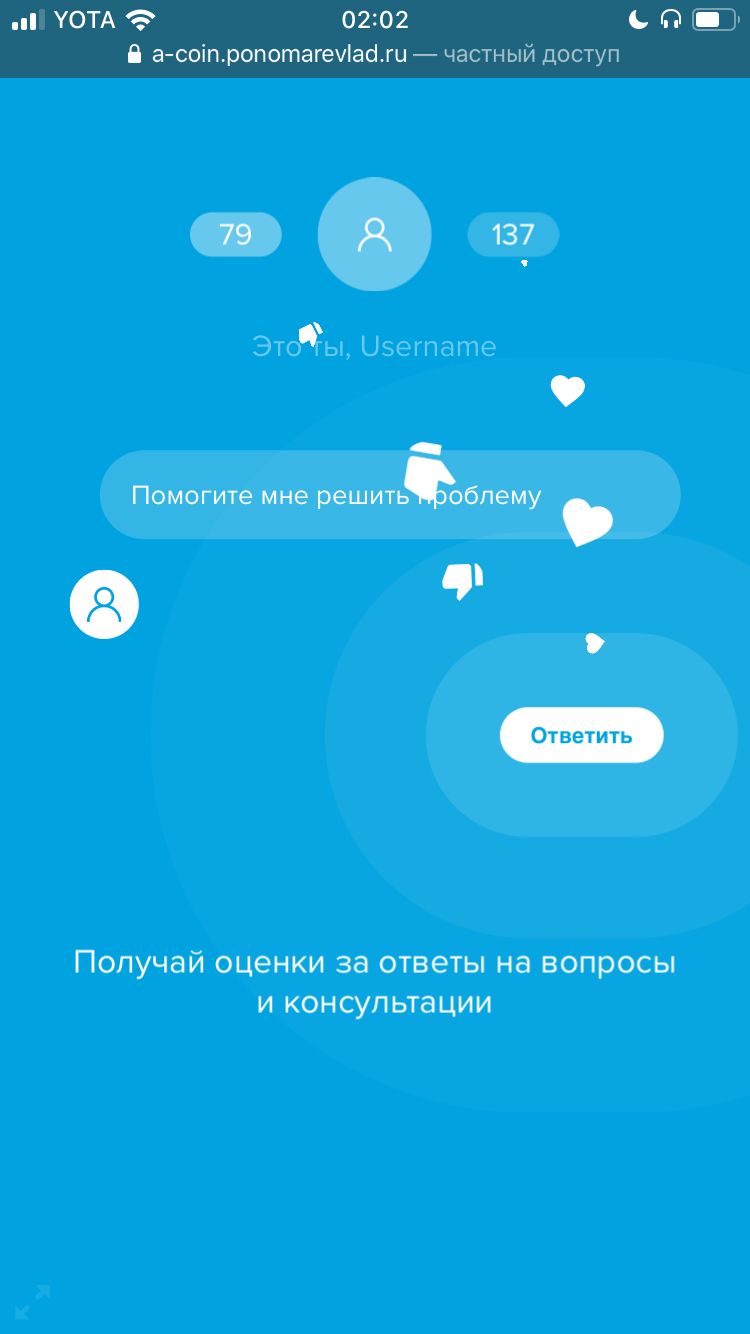 YOTA 02:02
a-coin.ponomarevlad.ru — частный доступ
79 137
Это ты, Username
Помогите мне решить проблему
Ответить
Получай оценки за ответы на вопросы
и консультации